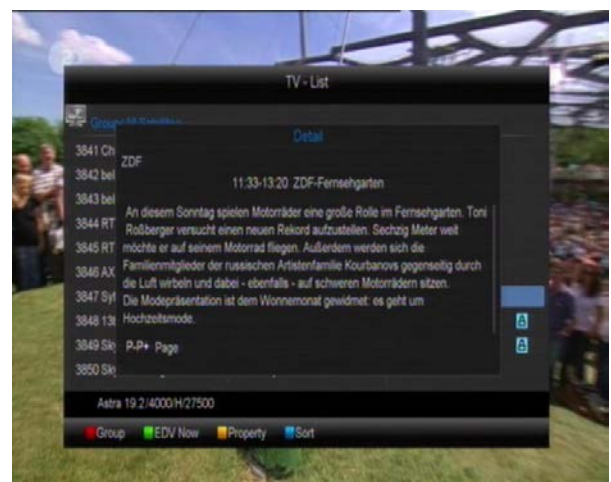 TV - List
Detail
ZDF
11:33-13:20 ZDF-Fernsehgarten
An diesem Sonntag spielen Motorräder eine große Rolle im Fernsehgarten. Toni
Roßberger versucht einen neuen Rekord aufzustellen. Sechzig Meter weit
möchte er auf seinem Motorrad fliegen. Außerdem werden sich die
Familienmitglieder der russischen Artistenfamilie Kourbanovs gegenseitig durch
die Luft wirbeln und dabei - ebenfalls - auf schweren Motorrädern sitzen.
Die Modepräsentation ist dem Wonnemonat gewidmet: es geht um
Hochzeitsmode.
P-P+ Page
3841 Ch
3842 bel
3843 bel
3844 RT
3845 RT
3846 AX
3847 Syf
3848 13t
3849 Sky
3850 Sky
Astra 19.2/4000/H/27500
Group EDV Now Property Sort